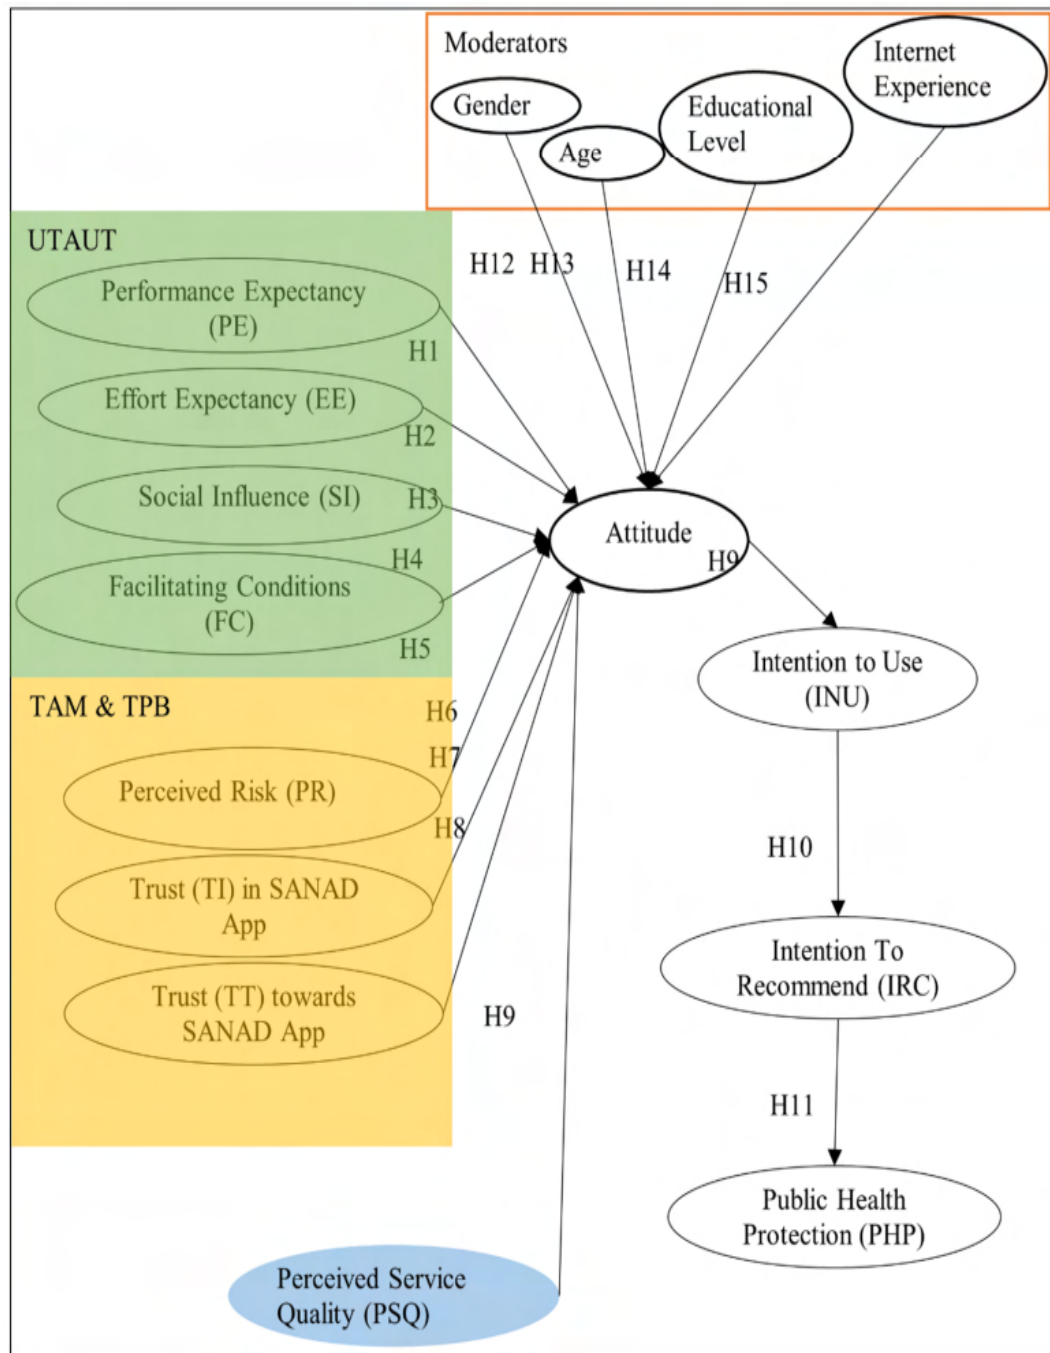 Moderators
Gender
Age
Educational
Level
Internet
Experience
UTAUT
H12
H13
H14
H15
Performance Expectancy
(PE)
H1
Effort Expectancy (EE)
H2
Social Influence (SI)
H3
H4
Facilitating Conditions
(FC)
H5
Attitude
H9
Intention to Use
(INU)
TAM & TPB
H6
H7
Perceived Risk (PR)
H8
Trust (TI) in SANAD
App
Trust (TT) towards
SANAD App
H9
H10
Intention To
Recommend (IRC)
H11
Public Health
Protection (PHP)
Perceived Service
Quality (PSQ)